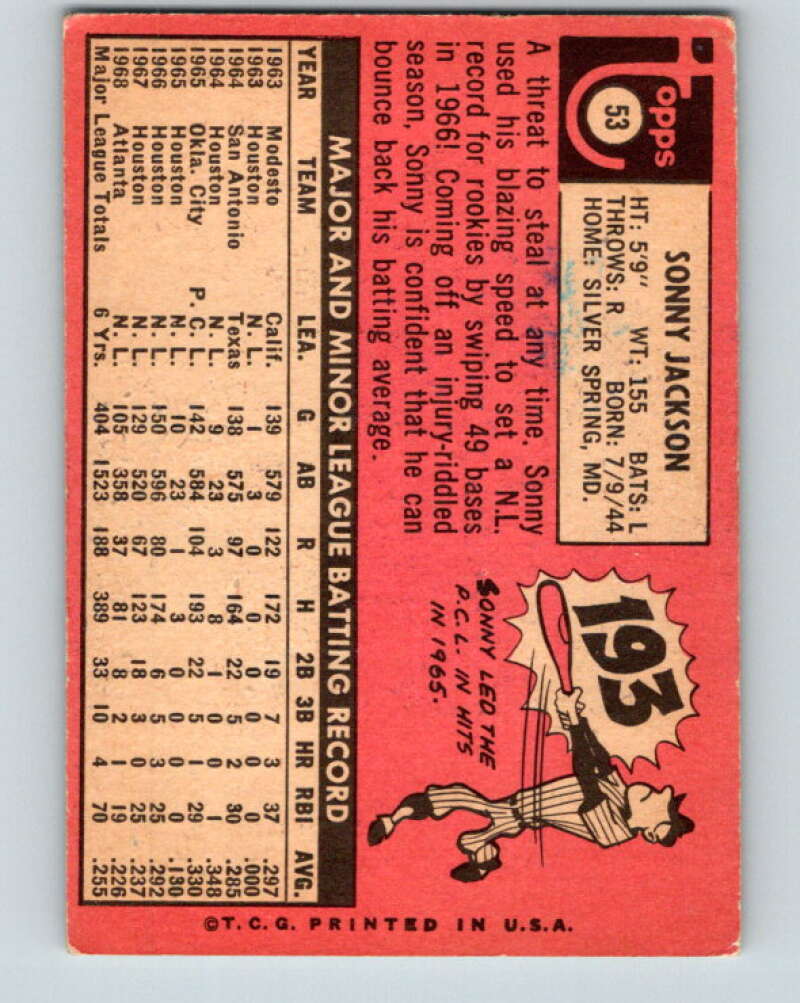 Topps
53
SONNY JACKSON
HT: 5'9" WT: 155 BATS: L
THROWS: R BORN: 7/9/44
HOME: SILVER SPRING, MD.
A threat to steal at any time, Sonny
used his blazing speed to set a N.L.
record for rookies by swiping 49 bases
in 1966! Coming off an injury-riddled
season, Sonny is confident that he can
bounce back his batting average.
193
SONNY LED THE
P.C.L. IN HITS
IN 1965.
MAJOR AND MINOR LEAGUE BATTING RECORD
YEAR TEAM LEA. G AB R H 2B 3B HR RBI AVG.
1963 Modesto Calif. 139 579 122 172 19 7 3 37 .297
1963 Houston N.L. 1 3 0 0 0 0 0 0 .000
1964 San Antonio Texas 138 575 97 164 22 5 2 30 .285
1964 Houston N.L. 9 23 3 8 1 0 0 1 .348
1965 Okla. City P.C.L. 142 584 104 193 22 5 1 29 .330
1965 Houston N.L. 10 23 1 3 0 0 0 0 .130
1966 Houston N.L. 150 596 80 174 6 5 3 25 .292
1967 Houston N.L. 129 520 67 123 18 3 0 25 .237
1968 Atlanta N.L. 105 358 37 81 8 2 1 19 .226
Major League Totals 6 Yrs. 404 1523 188 389 33 10 4 70 .255
©T.C.G. PRINTED IN U.S.A.